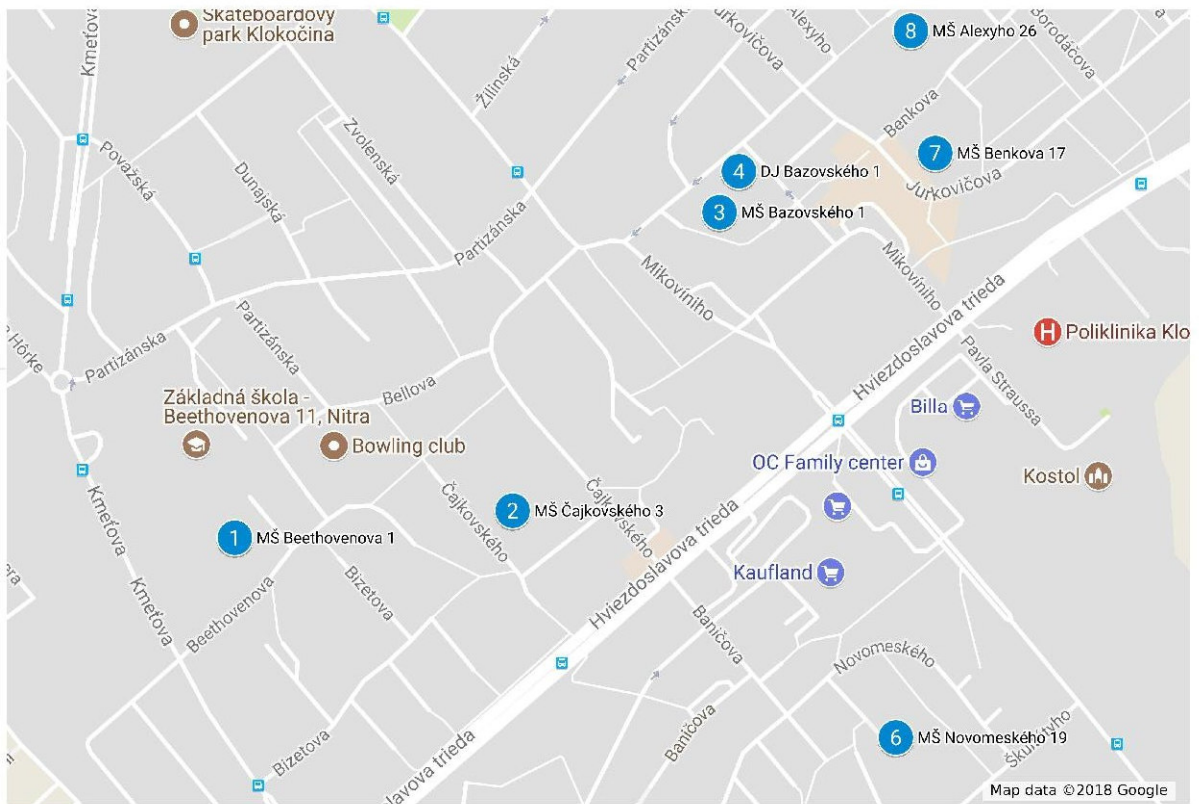 Skateboardový
park Klokočina
Kmeťova
Žilinská
Partizánska
Jurkovičova
Alexyho
8 MŠ Alexyho 26
Borodáčova
Považská
Dunajská
Zvolenská
Benkova
4 DJ Bazovského 1
7 MŠ Benkova 17
3 MŠ Bazovského 1
Jurkovičova
Partizánska
Mikovíniho
Mikovíniho
Hôrke
Partizánska
Partizánska
Hviezdoslavova trieda
H Poliklinika Klo
Pavla Straussa
Bellova
Základná škola -
Beethovenova 11, Nitra
Bowling club
Billa
OC Family center
Kostol
Kmeťova
Čajkovského
Čajkovského
2 MŠ Čajkovského 3
1 MŠ Beethovenova 1
Hviezdoslavova trieda
Kaufland
Kmeťova
Beethovenova
Bizetova
Baničova
Novomeského
Bizetova
Baničova
6 MŠ Novomeského 19
avova trieda
Map data ©2018 Google